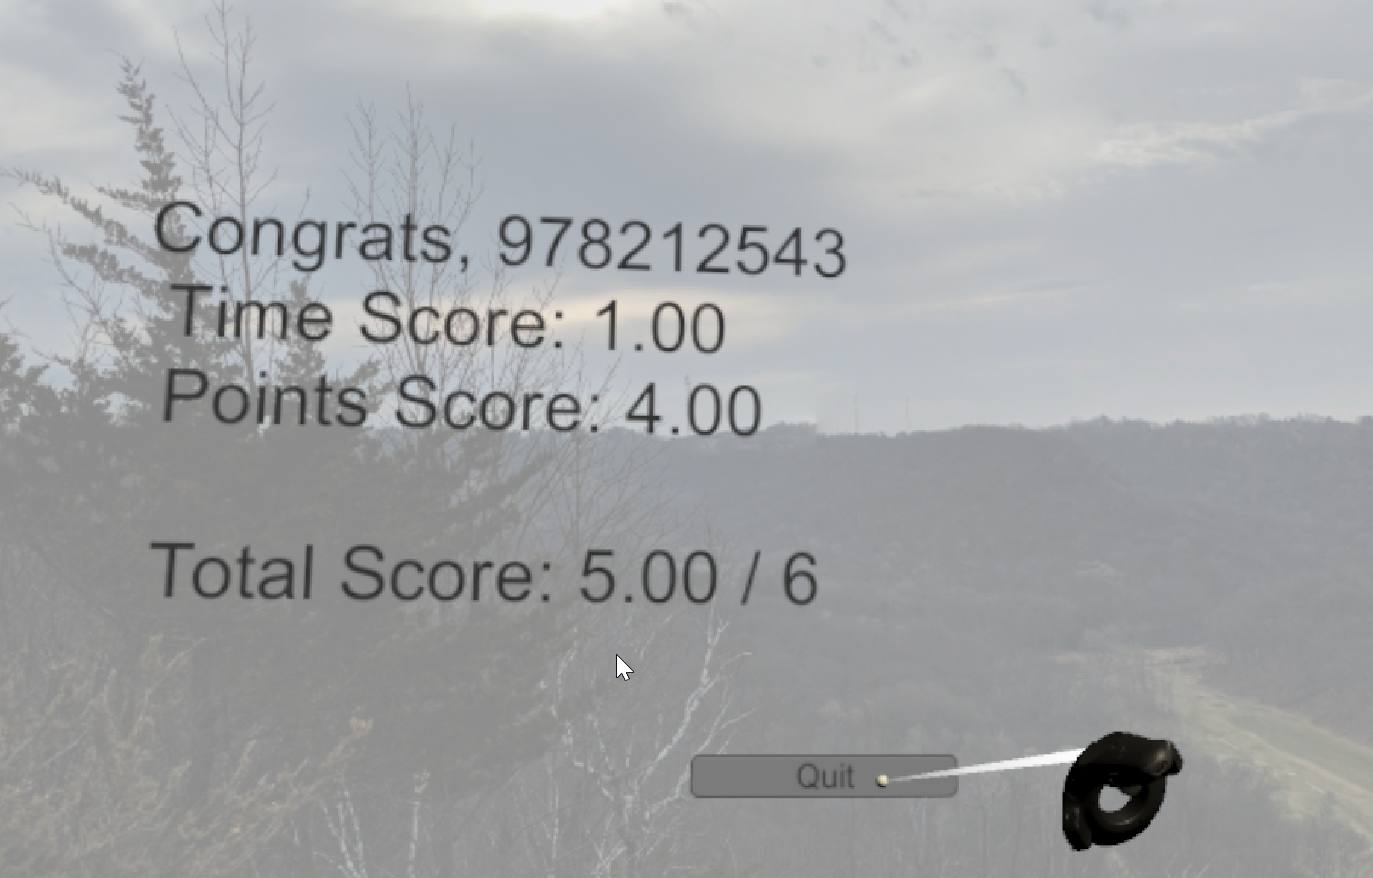 Congrats, 978212543
Time Score: 1.00
Points Score: 4.00
Total Score: 5.00 / 6
Quit